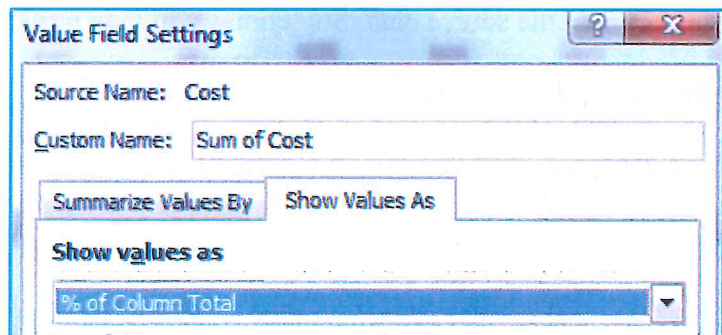 Value Field Settings
Source Name: Cost
Custom Name: Sum of Cost
Summarize Values By Show Values As
Show values as
% of Column Total